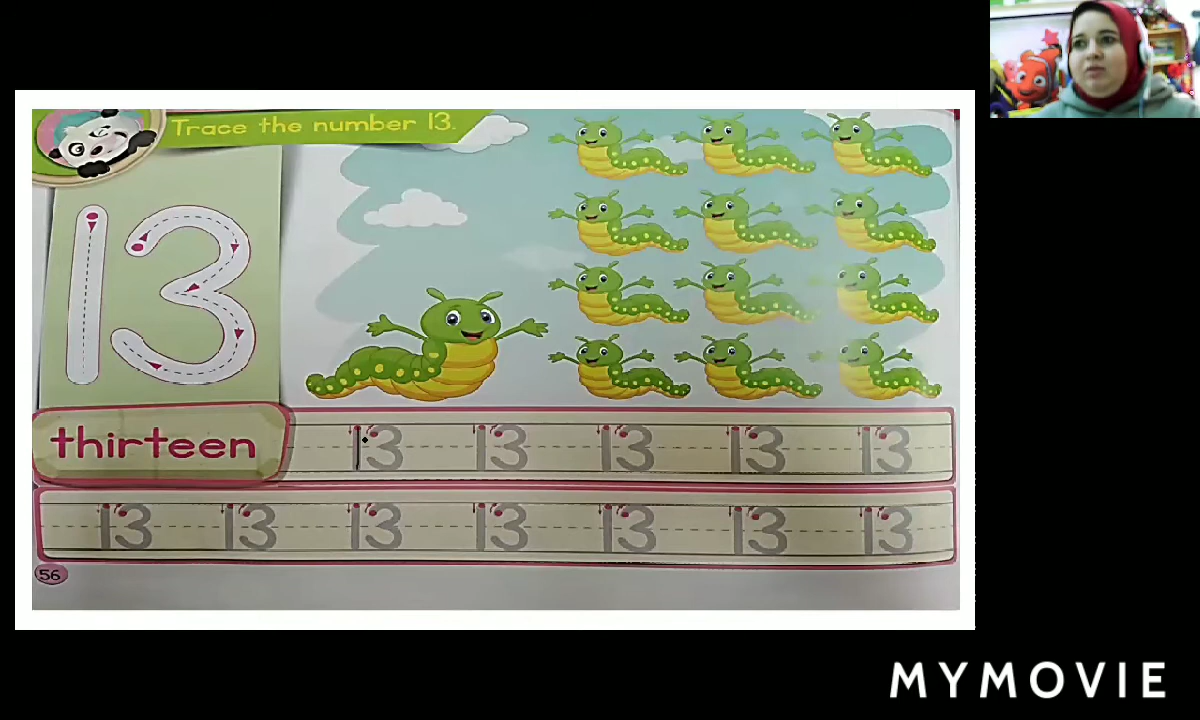 Trace the number 13.
13
thirteen
13 13 13 13 13
13 13 13 13 13 13 13
56
MYMOVIE